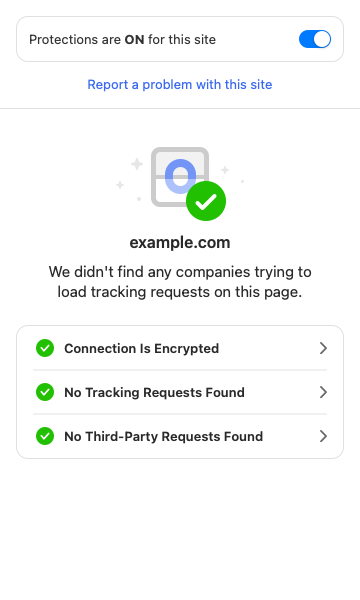 Protections are ON for this site
Report a problem with this site
example.com
We didn't find any companies trying to
load tracking requests on this page.
Connection Is Encrypted
No Tracking Requests Found
No Third-Party Requests Found